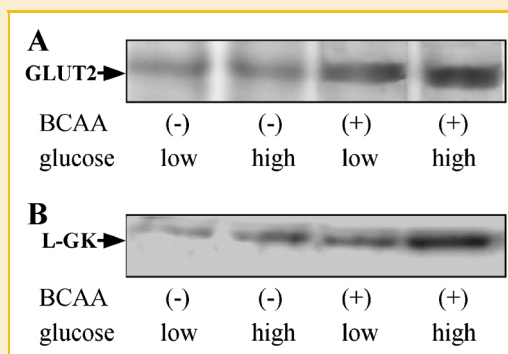 A
GLUT2
BCAA (-) (-) (+) (+)
glucose low high low high
B
L-GK
BCAA (-) (-) (+) (+)
glucose low high low high